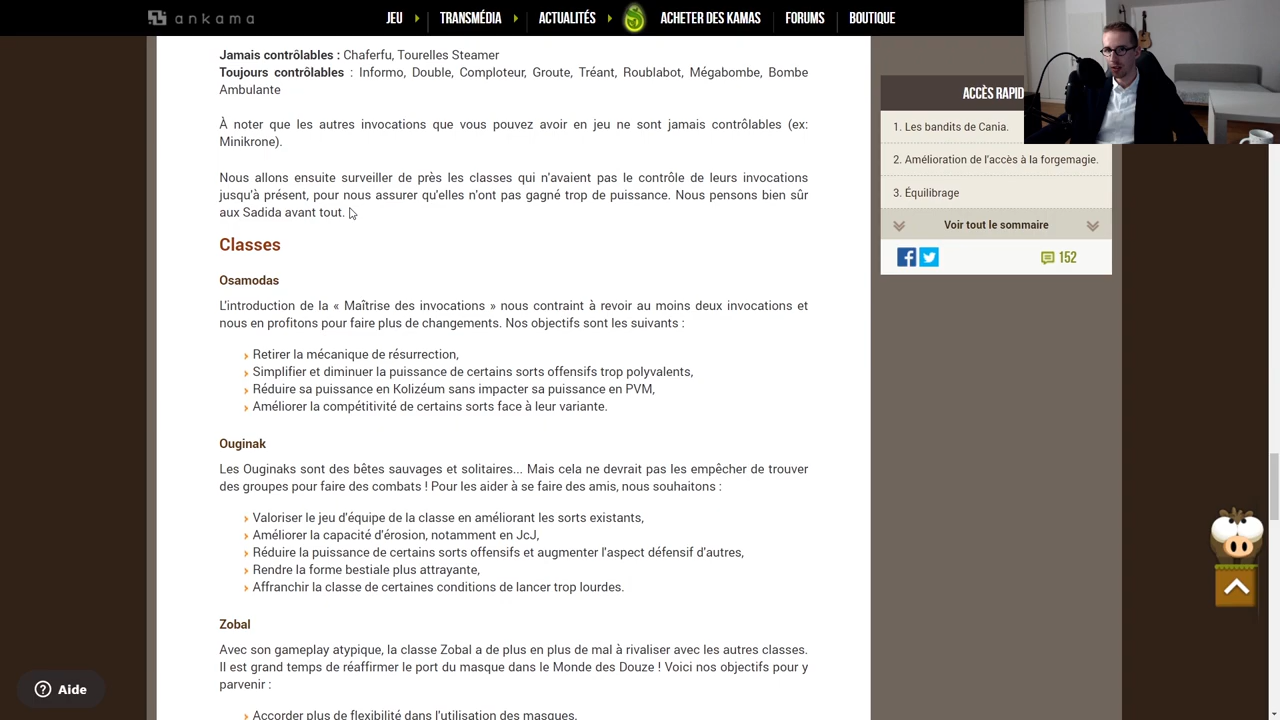 ankama
JEU
TRANSMÉDIA
ACTUALITÉS
ACHETER DES KAMAS
FORUMS
BOUTIQUE
Jamais contrôlables : Chaferfu, Tourelles Steamer
Toujours contrôlables : Informo, Double, Comploteur, Groute, Tréant, Roublabot, Mégabombe, Bombe
Ambulante
À noter que les autres invocations que vous pouvez avoir en jeu ne sont jamais contrôlables (ex:
Minikrone).
Nous allons ensuite surveiller de près les classes qui n'avaient pas le contrôle de leurs invocations
jusqu'à présent, pour nous assurer qu'elles n'ont pas gagné trop de puissance. Nous pensons bien sûr
aux Sadida avant tout.
Classes
Osamodas
L'introduction de la « Maîtrise des invocations » nous contraint à revoir au moins deux invocations et
nous en profitons pour faire plus de changements. Nos objectifs sont les suivants :
Retirer la mécanique de résurrection,
Simplifier et diminuer la puissance de certains sorts offensifs trop polyvalents,
Réduire sa puissance en Kolizéum sans impacter sa puissance en PVM,
Améliorer la compétitivité de certains sorts face à leur variante.
Ouginak
Les Ouginaks sont des bêtes sauvages et solitaires... Mais cela ne devrait pas les empêcher de trouver
des groupes pour faire des combats ! Pour les aider à se faire des amis, nous souhaitons :
Valoriser le jeu d'équipe de la classe en améliorant les sorts existants,
Améliorer la capacité d'érosion, notamment en JcJ,
Réduire la puissance de certains sorts offensifs et augmenter l'aspect défensif d'autres,
Rendre la forme bestiale plus attrayante,
Affranchir la classe de certaines conditions de lancer trop lourdes.
Zobal
Avec son gameplay atypique, la classe Zobal a de plus en plus de mal à rivaliser avec les autres classes.
Il est grand temps de réaffirmer le port du masque dans le Monde des Douze ! Voici nos objectifs pour y
parvenir :
Accorder plus de flexibilité dans l'utilisation des masques.
ACCÈS RAPID
1. Les bandits de Cania.
2. Amélioration de l'accès à la forgemagie.
3. Équilibrage
Voir tout le sommaire
152
Aide